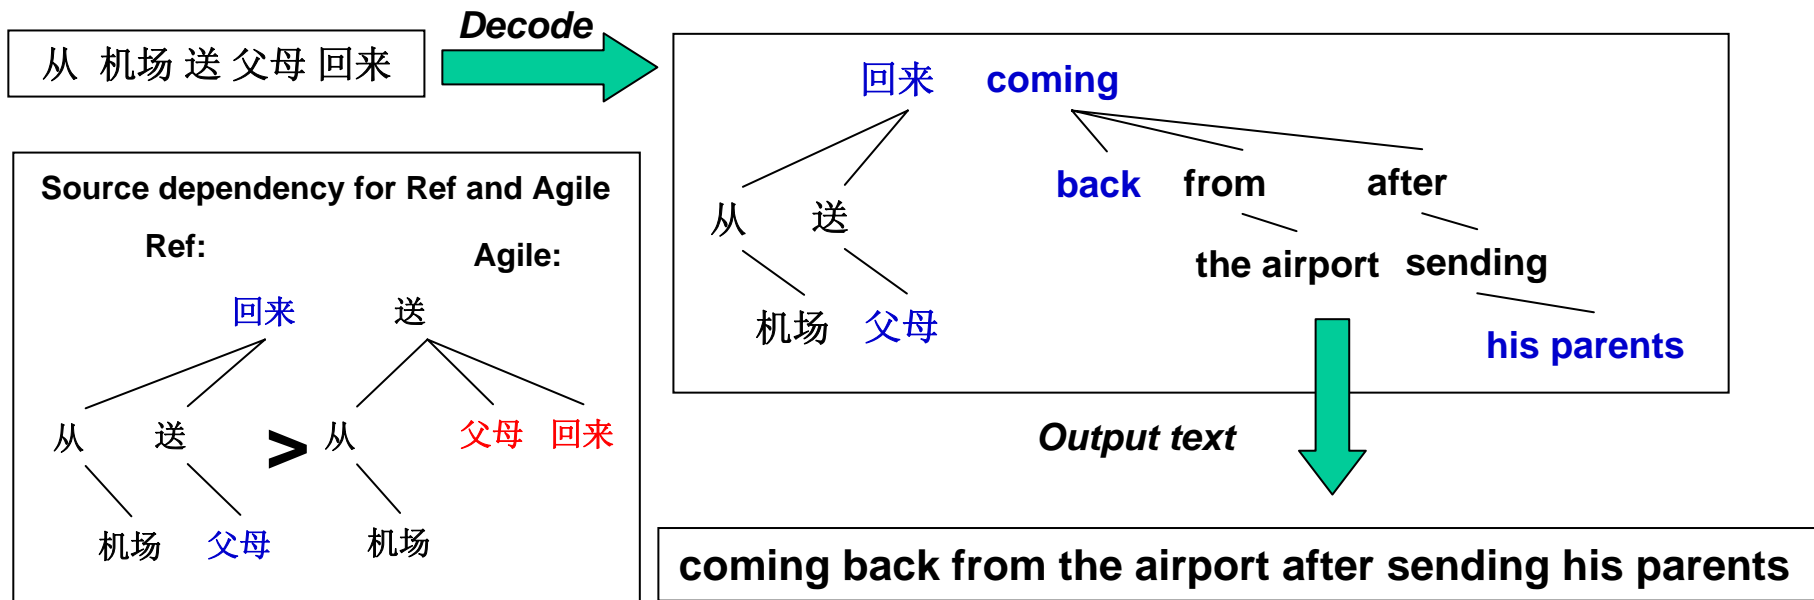 Decode
从 机场 送 父母 回来
回来 coming
从 送 back from after
机场 父母 the airport sending
his parents
Source dependency for Ref and Agile
Ref: Agile:
回来 送
从 送 > 从 父母 回来
机场 父母 机场
Output text
coming back from the airport after sending his parents